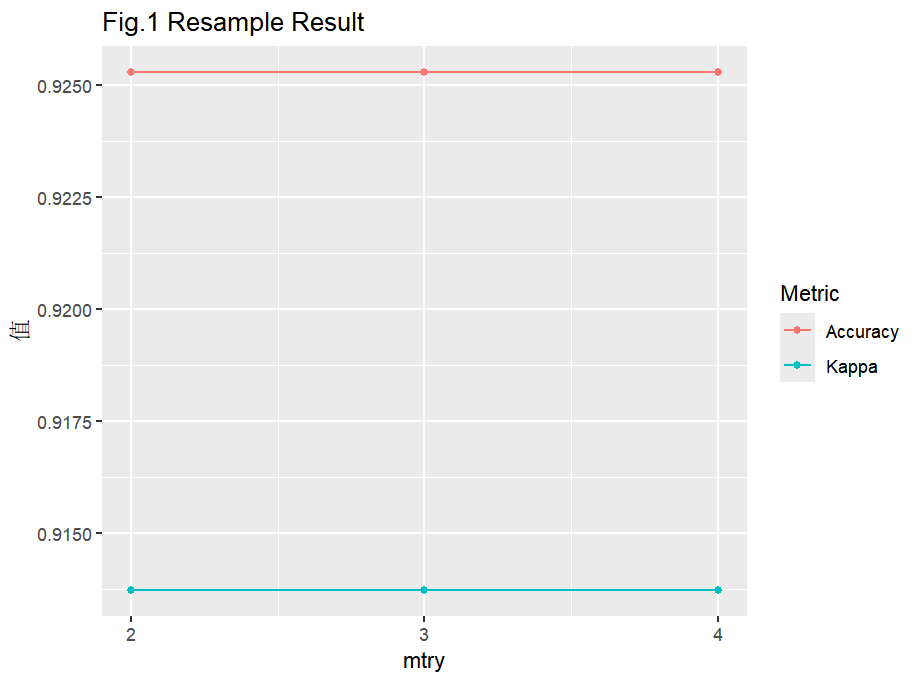 Fig.1 Resample Result
0.9250
0.9225
0.9200
0.9175
0.9150
值
2
3
4
mtry
Metric
Accuracy
Kappa